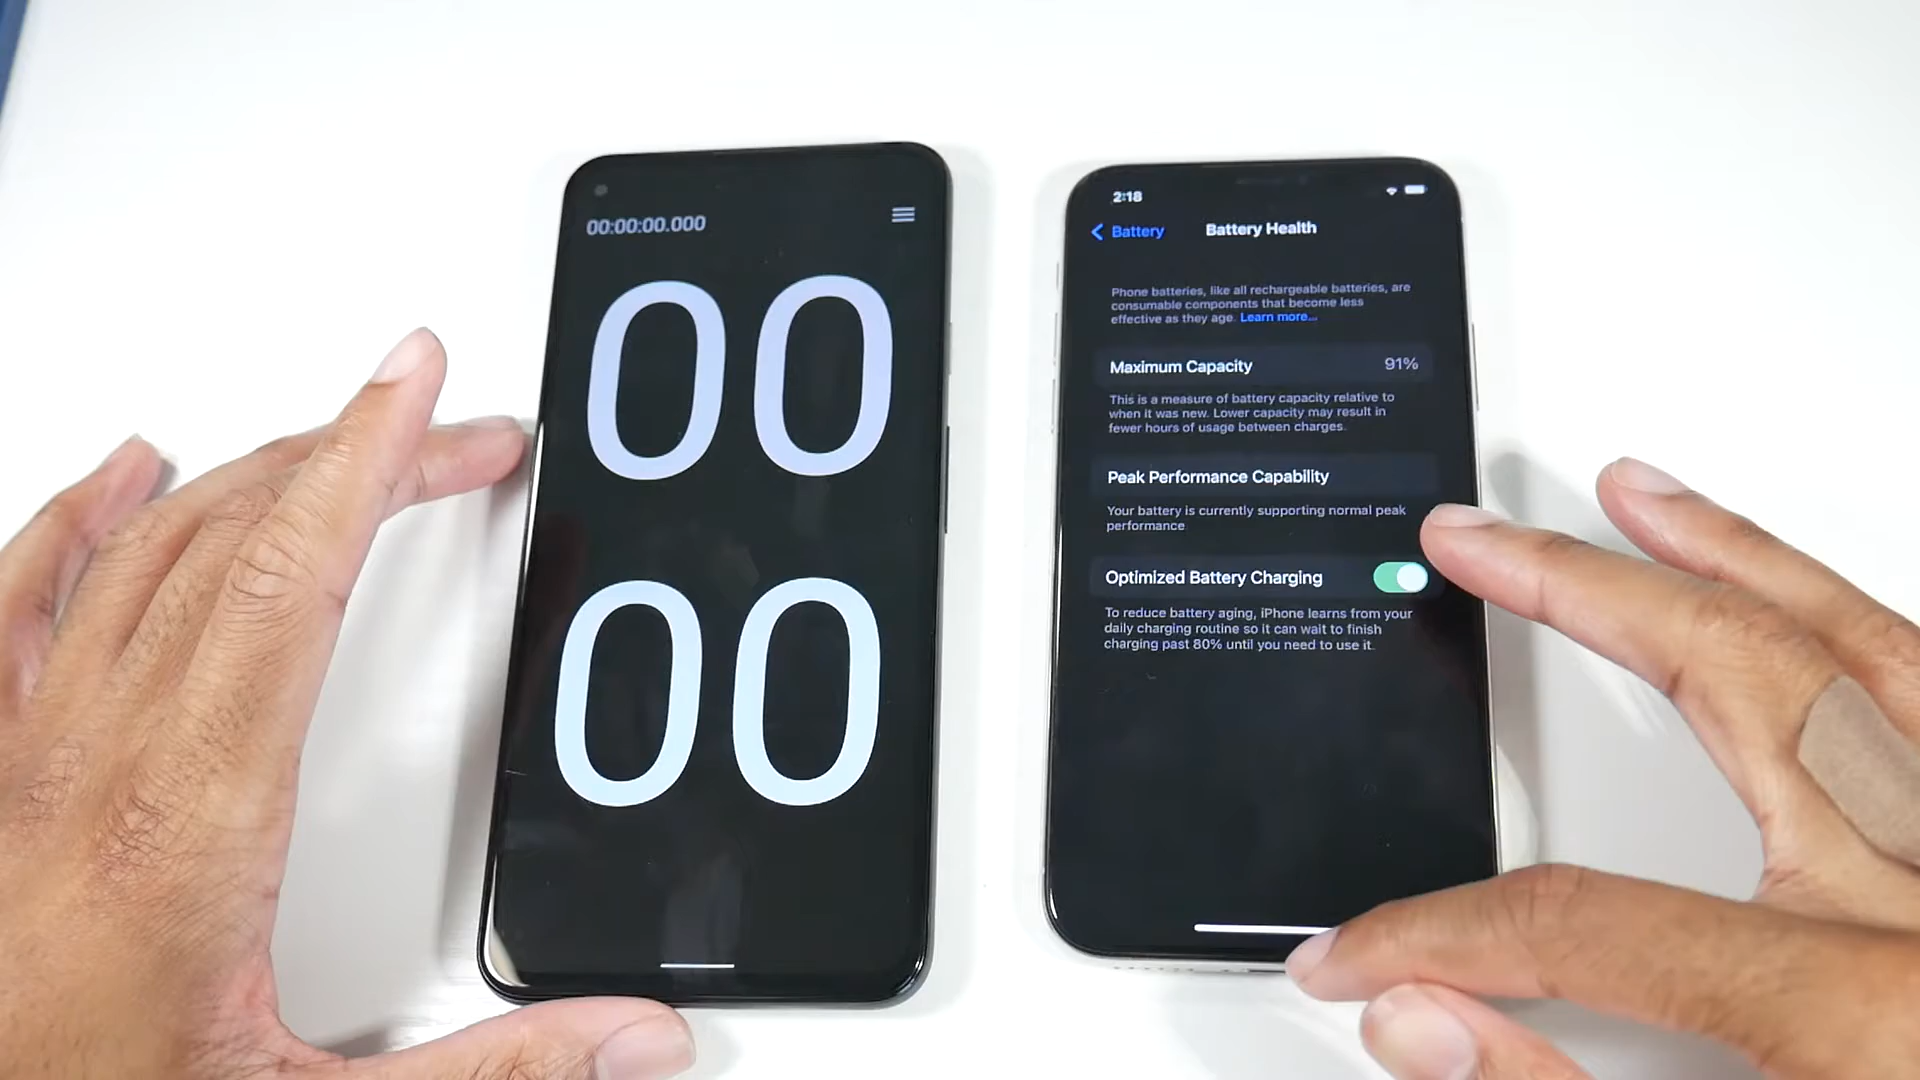 00:00:00.000
00
00
2:18
Battery
Battery Health
Phone batteries, like all rechargeable batteries, are
consumable components that become less
effective as they age. Learn more...
Maximum Capacity 91%
This is a measure of battery capacity relative to
when it was new. Lower capacity may result in
fewer hours of usage between charges.
Peak Performance Capability
Your battery is currently supporting normal peak
performance
Optimized Battery Charging
To reduce battery aging, iPhone learns from your
daily charging routine so it can wait to finish
charging past 80% until you need to use it.